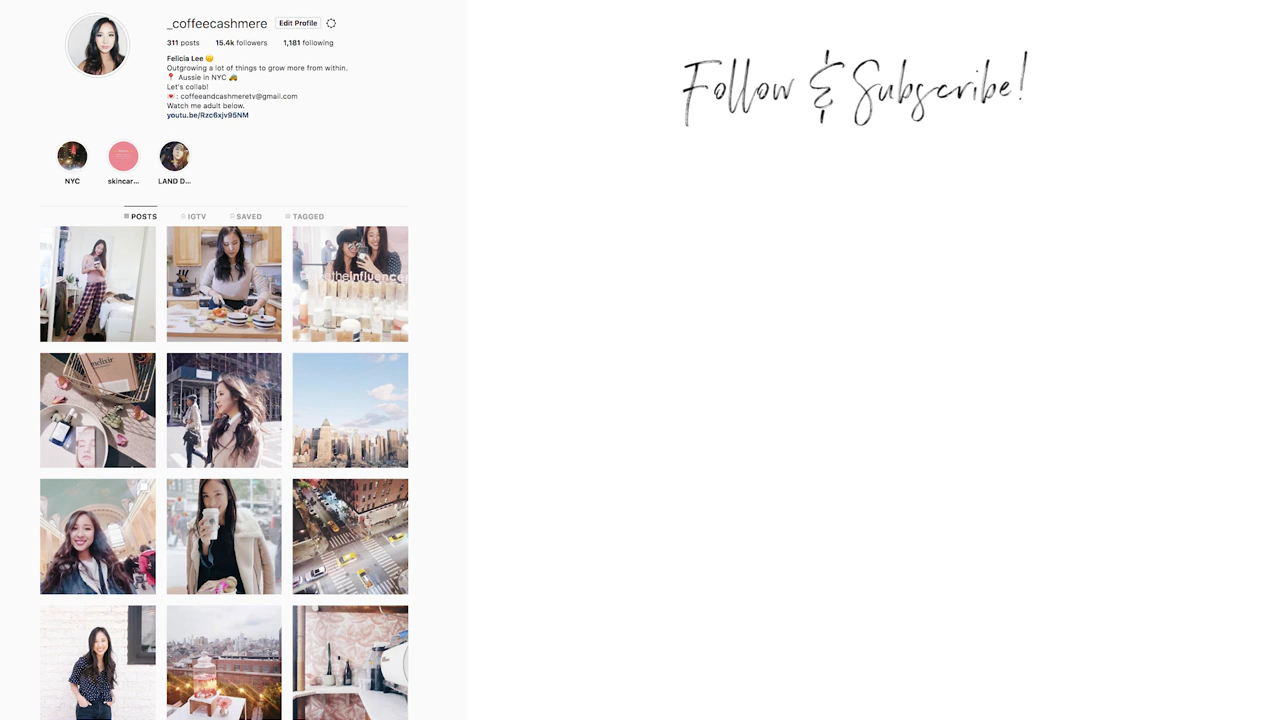 _coffeecashmere Edit Profile
311 posts 15.4k followers 1,181 following
Felicia Lee
Outgrowing a lot of things to grow more from within.
Aussie in NYC
Let's collab!
: coffeeandcashmeretv@gmail.com
Watch me adult below.
youtu.be/Rzc6xjv95NM
NYC skincar... LAND D...
POSTS IGTV SAVED TAGGED
theinfluencer
Follow & Subscribe!